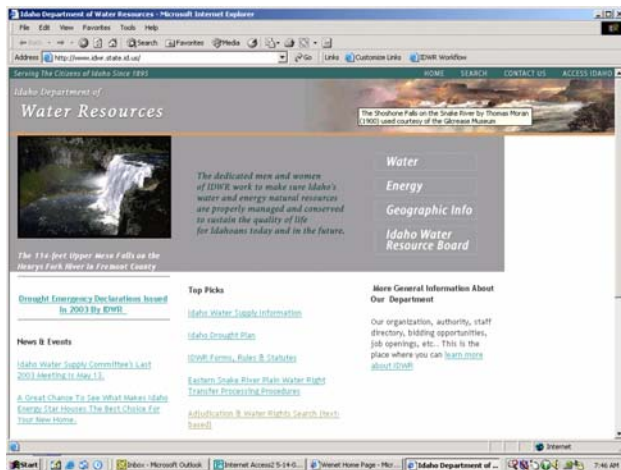 Idaho Department of Water Resources - Microsoft Internet Explorer
File Edit View Favorites Tools Help
Back Search Favorites Media
Address http://www.idwr.state.id.us/ Go Links Customize Links IDWR Workflow
Serving The Citizens of Idaho Since 1895 HOME SEARCH CONTACT US ACCESS IDAHO
Idaho Department of
Water Resources
The Shoshone Falls on the Snake River by Thomas Moran
(1900) used courtesy of the Gilcrease Museum
The dedicated men and women
of IDWR work to make sure Idaho's
water and energy natural resources
are properly managed and conserved
to sustain the quality of life
for Idahoans today and in the future.
Water
Energy
Geographic Info
Idaho Water
Resource Board
The 114-feet Upper Mesa Falls on the
Henrys Fork River in Fremont County
Drought Emergency Declarations Issued
In 2003 By IDWR
News & Events
Idaho Water Supply Committee's Last
2003 Meeting is May 13.
A Great Chance To See What Makes Idaho
Energy Star Houses The Best Choice For
Your New Home.
Top Picks
Idaho Water Supply Information
Idaho Drought Plan
IDWR Forms, Rules & Statutes
Eastern Snake River Plain Water Right
Transfer Processing Procedures
Adjudication & Water Rights Search (text-
based)
More General Information About
Our Department
Our organization, authority, staff
directory, bidding opportunities,
job openings, etc.. This is the
place where you can learn more
about IDWR
Internet
Start Inbox - Microsoft Outlook Internet Access2 5-14-0... Wenet Home Page - Micr... Idaho Department of ... 7:46 AM